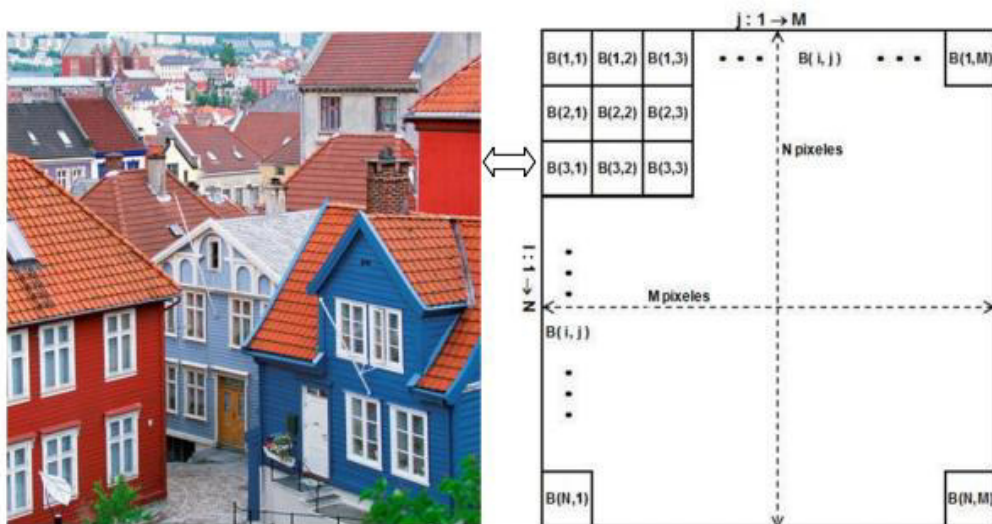 j : 1 → M
B(1,1) B(1,2) B(1,3) • • • B( i, j ) • • • B(1,M)
B(2,1) B(2,2) B(2,3)
N pixeles
B(3,1) B(3,2) B(3,3)
I : 1 → N
M pixeles
B( i, j )
B(N,1) B(N,M)